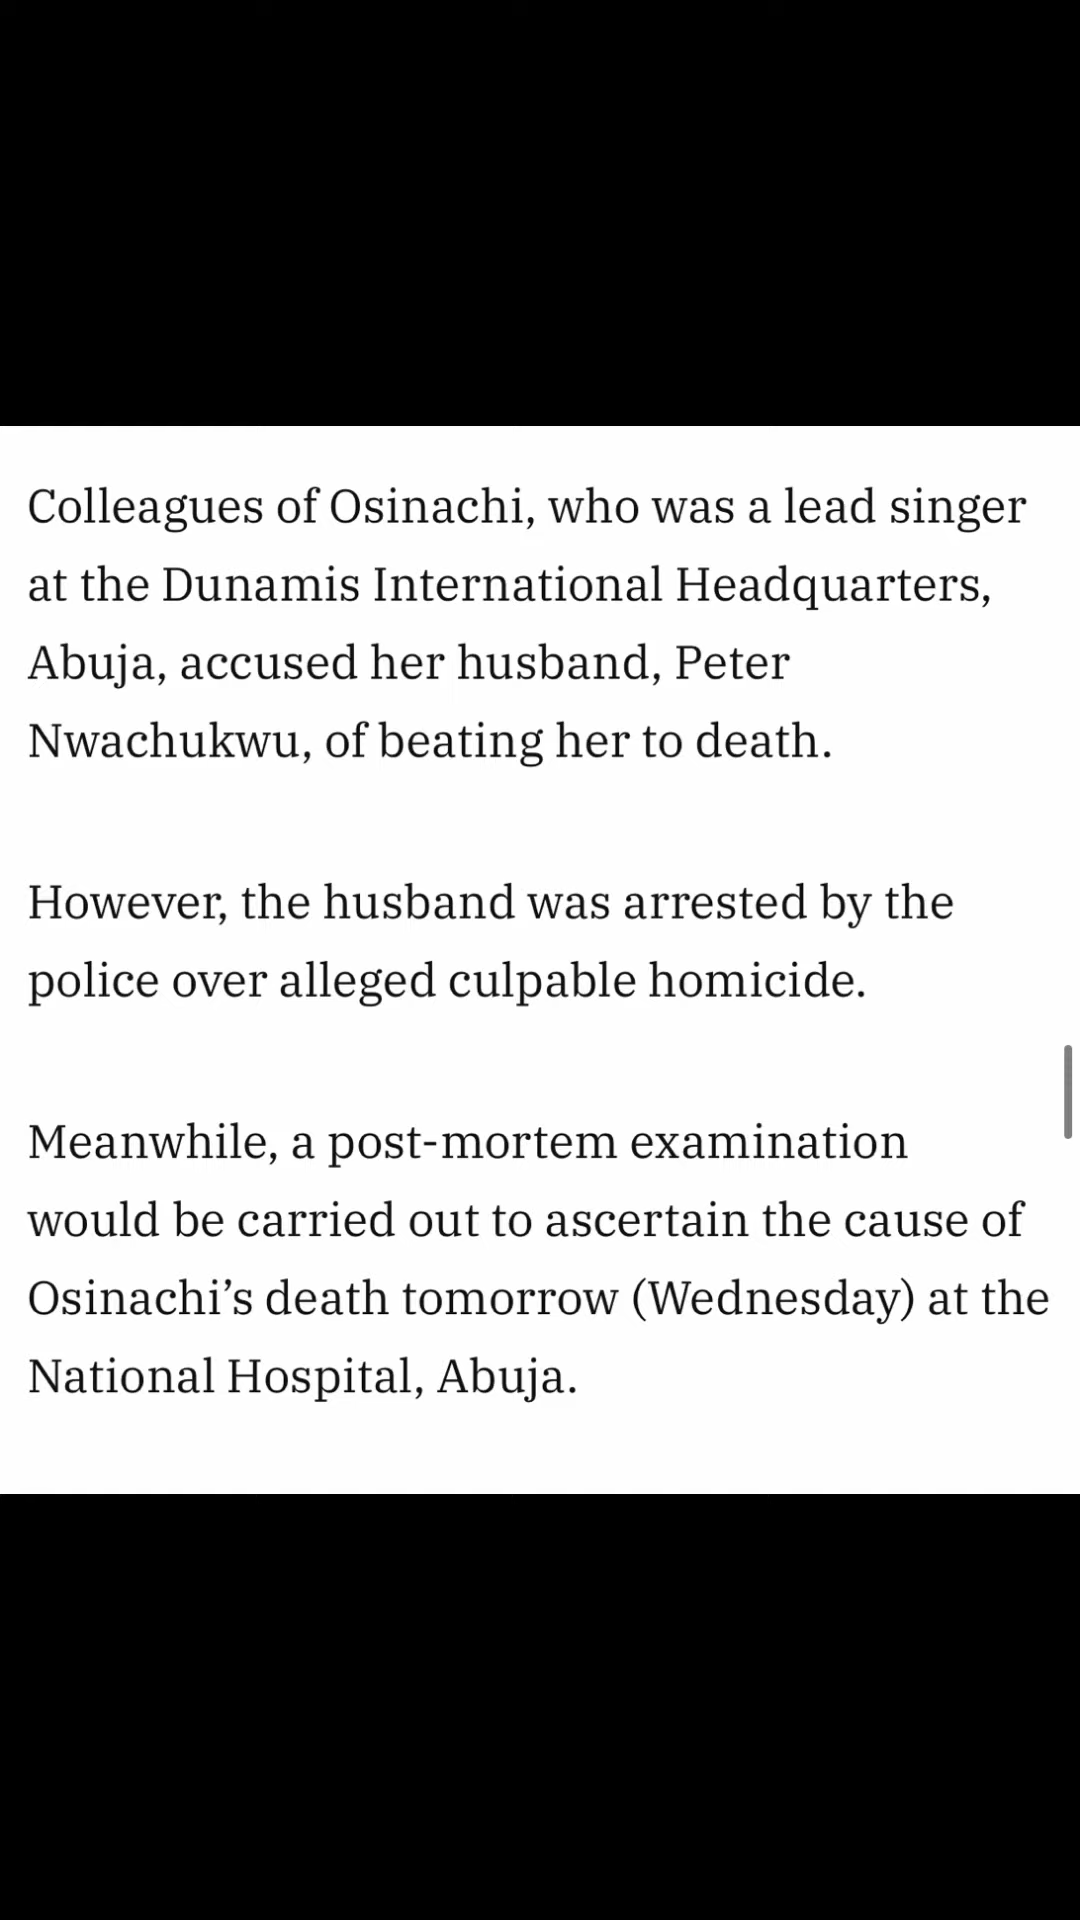 Colleagues of Osinachi, who was a lead singer
at the Dunamis International Headquarters,
Abuja, accused her husband, Peter
Nwachukwu, of beating her to death.
However, the husband was arrested by the
police over alleged culpable homicide.
Meanwhile, a post-mortem examination
would be carried out to ascertain the cause of
Osinachi’s death tomorrow (Wednesday) at the
National Hospital, Abuja.